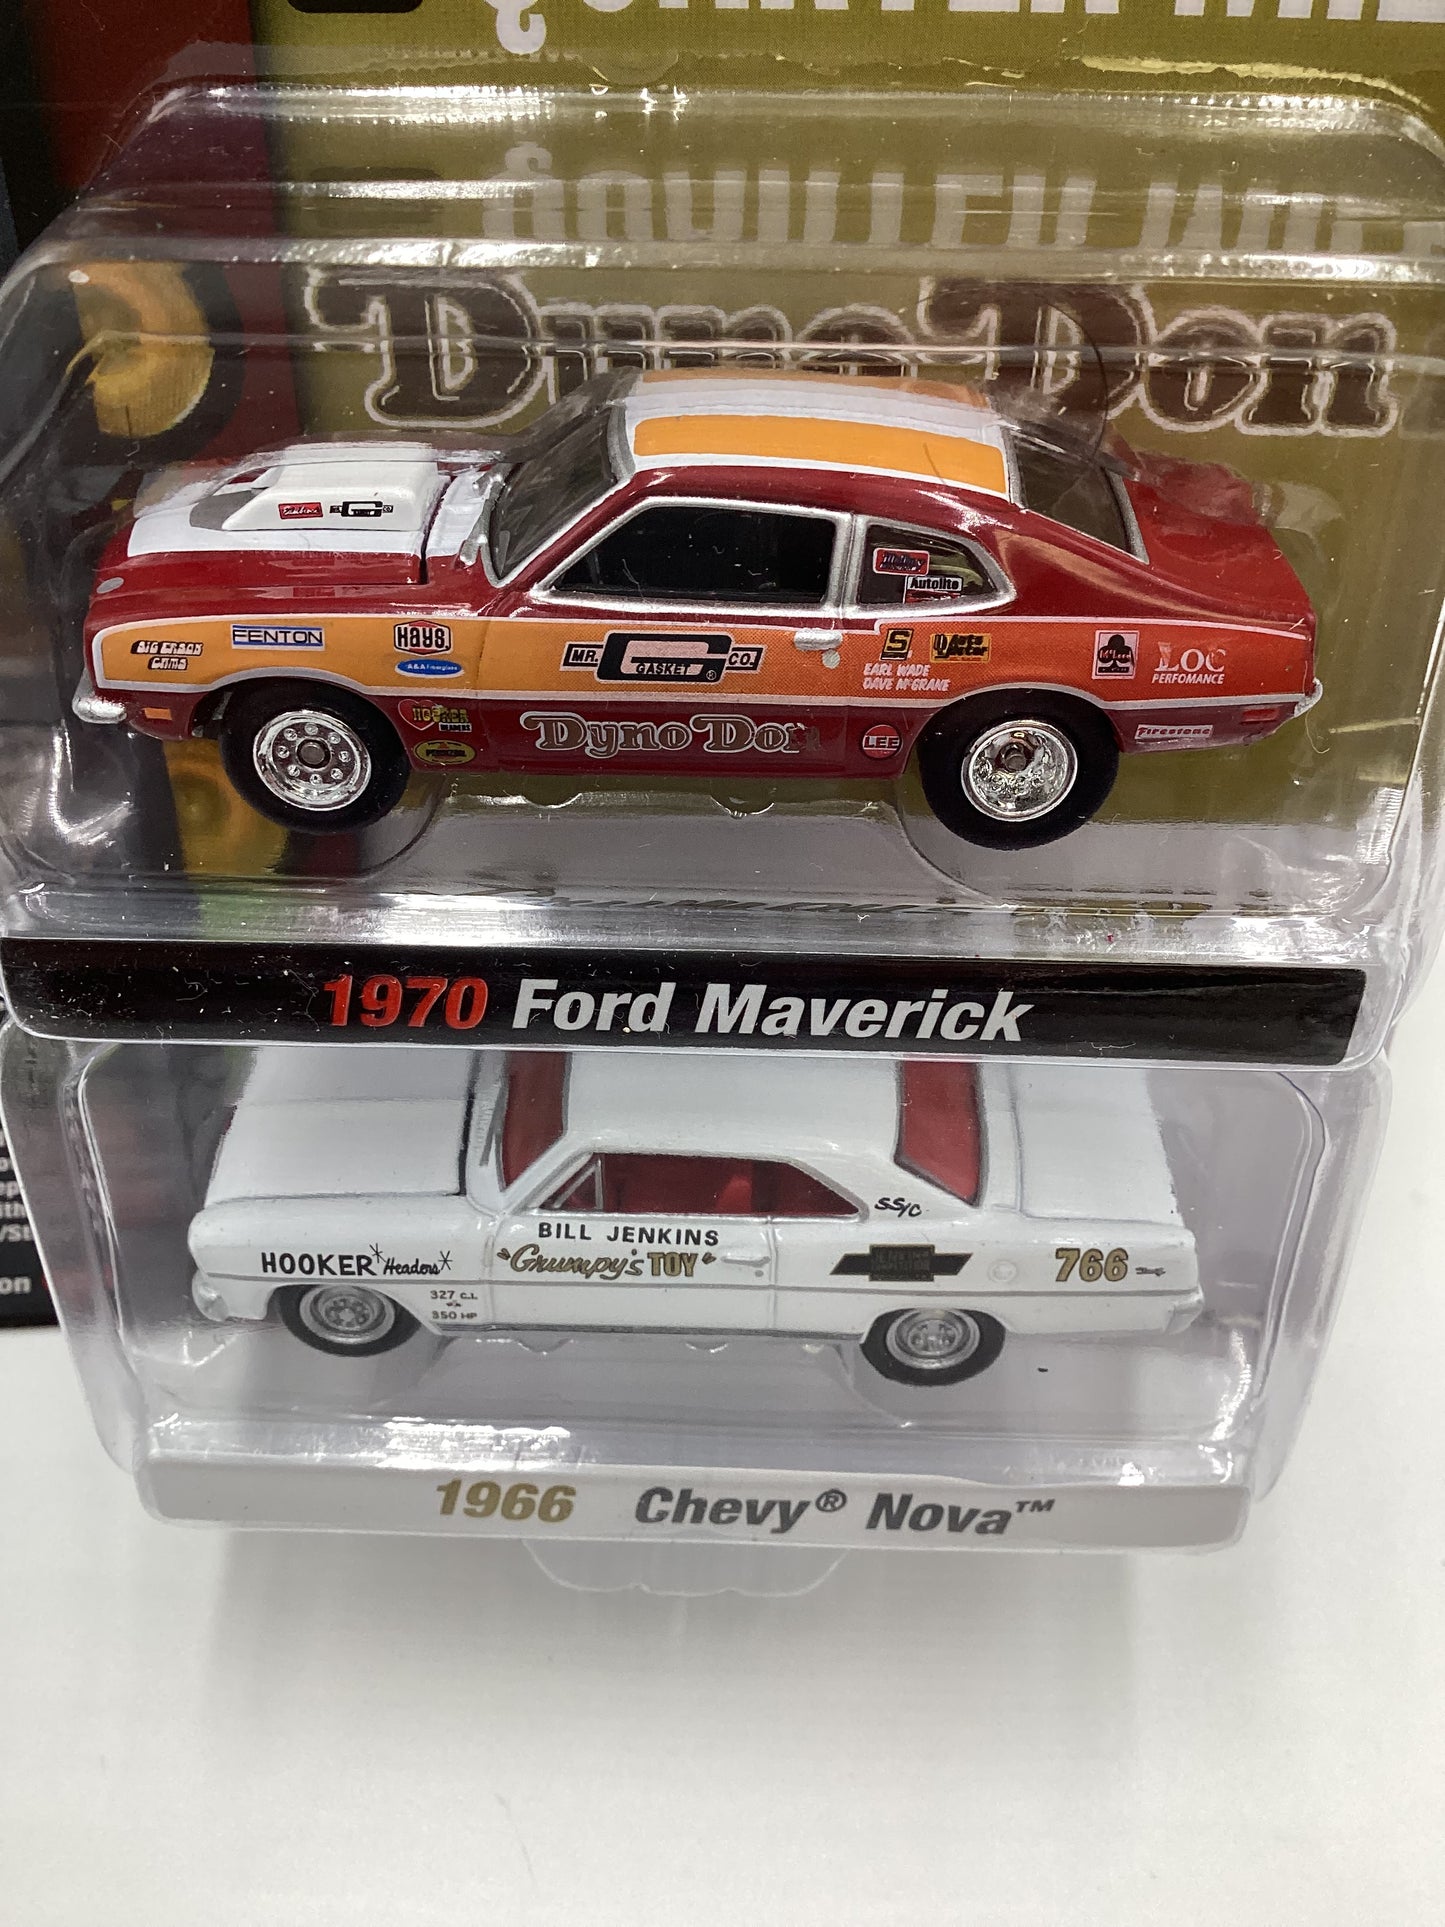 Dyno Don
FENTON
Hays
MR. GASKET CO.
Autolite
S
EARL WADE
DAVE McGRANE
LOC
PERFOMANCE
HOOKER
Dyno Don
LEE
Firestone
1970 Ford Maverick
SS/C
BILL JENKINS
HOOKER Headers
"Grumpy's TOY"
766
327 C.I.
350 HP
1966 Chevy® Nova™